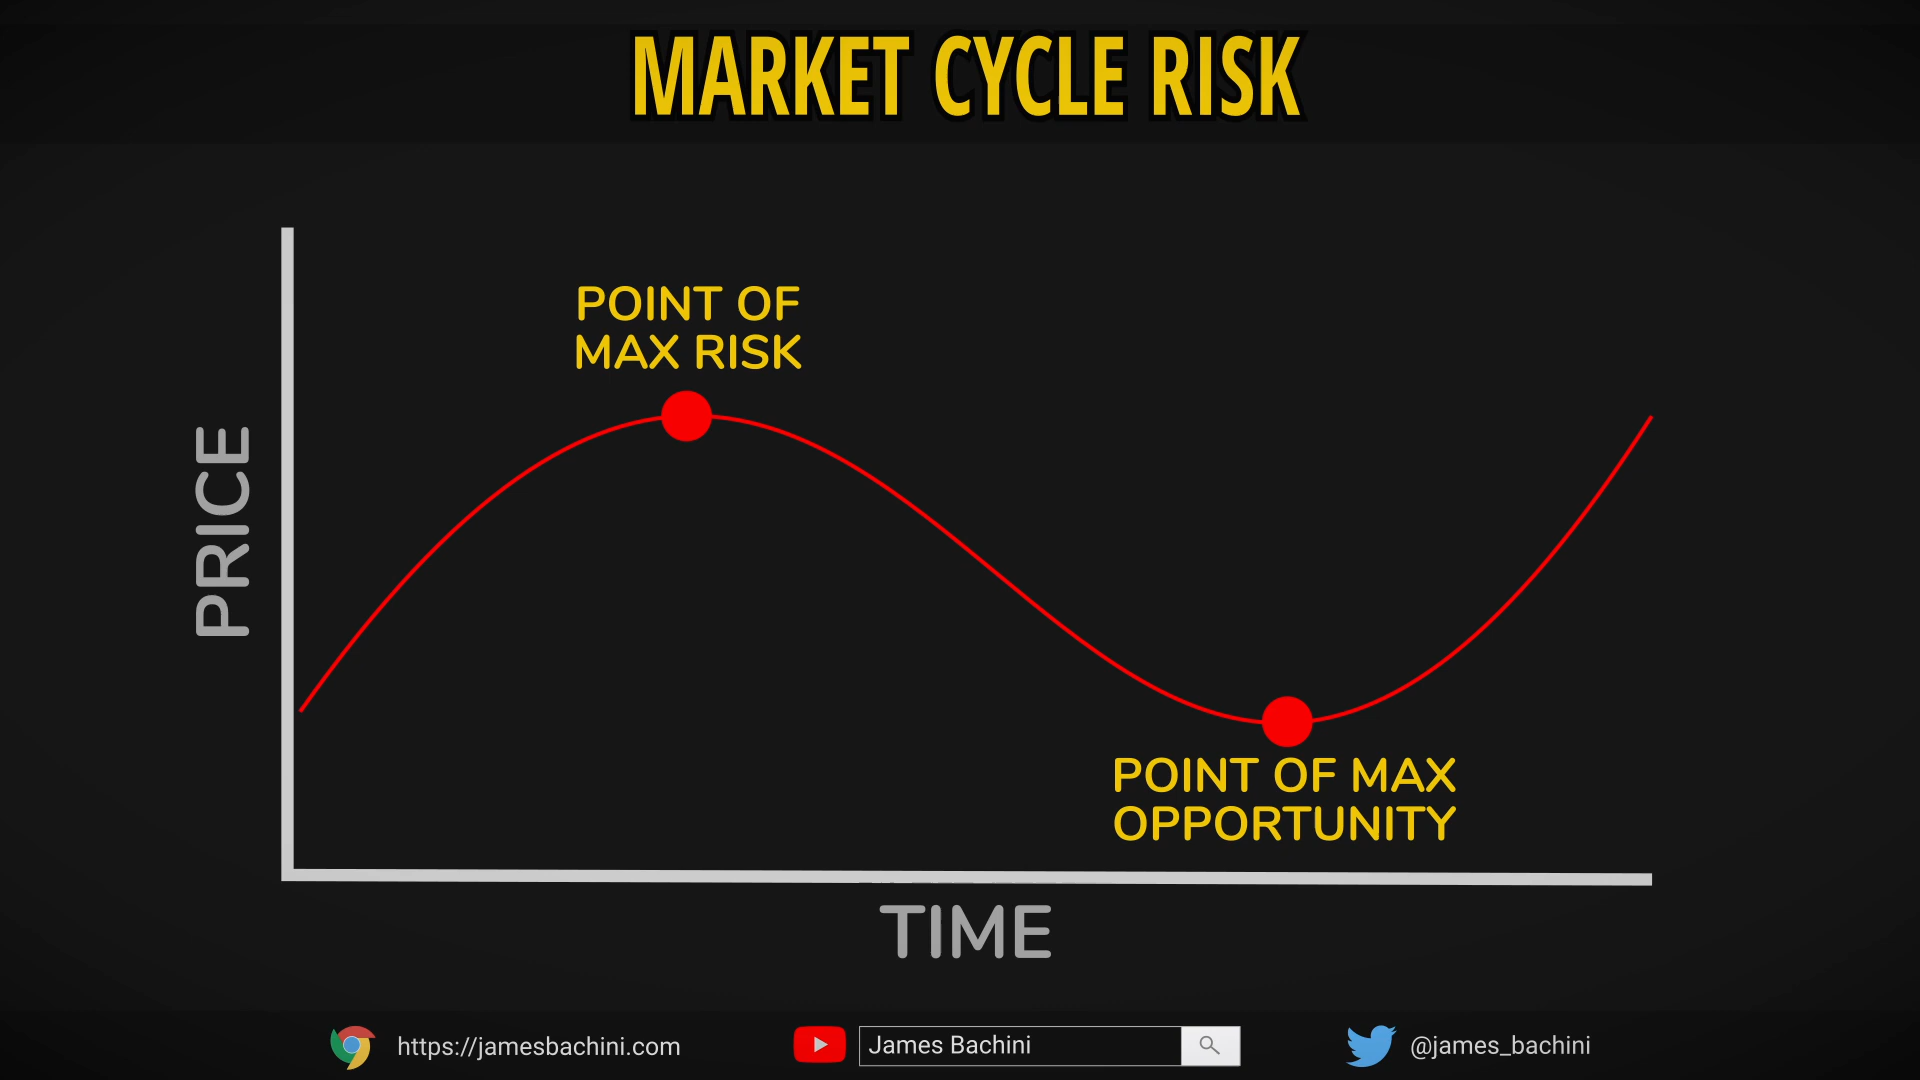 MARKET CYCLE RISK
POINT OF
MAX RISK
PRICE
POINT OF MAX
OPPORTUNITY
TIME
https://jamesbachini.com
James Bachini
@james_bachini